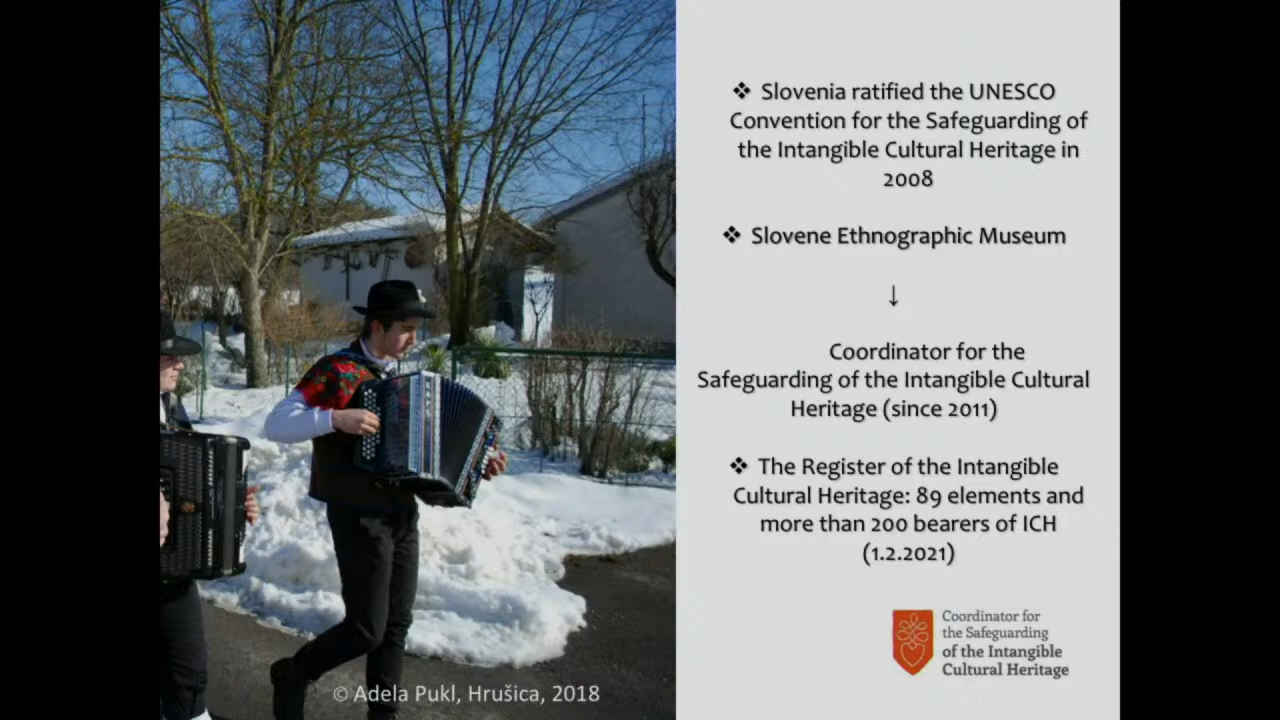 ❖ Slovenia ratified the UNESCO
Convention for the Safeguarding of
the Intangible Cultural Heritage in
2008
❖ Slovene Ethnographic Museum
↓
Coordinator for the
Safeguarding of the Intangible Cultural
Heritage (since 2011)
❖ The Register of the Intangible
Cultural Heritage: 89 elements and
more than 200 bearers of ICH
(1.2.2021)
Coordinator for
the Safeguarding
of the Intangible
Cultural Heritage
© Adela Pukl, Hrušica, 2018